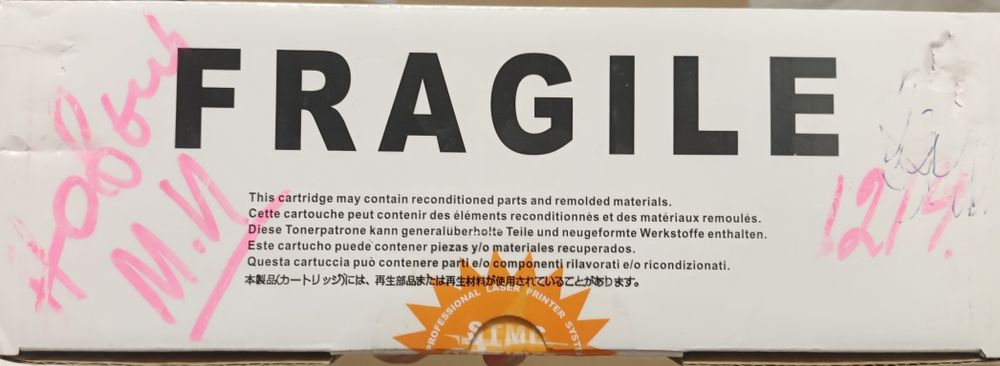 FRAGILE
This cartridge may contain reconditioned parts and remolded materials.
Cette cartouche peut contenir des éléments reconditionnés et des matériaux remoulés.
Diese Tonerpatrone kann generalüberholte Teile und neugeformte Werkstoffe enthalten.
Este cartucho puede contener piezas y/o materiales recuperados.
Questa cartuccia può contenere parti e/o componenti rilavorati e/o ricondizionati.
本製品(カートリッジ)には、再生部品または再生材料が使用されていることがあります。
PROFESSIONAL LASER PRINTER
М.И